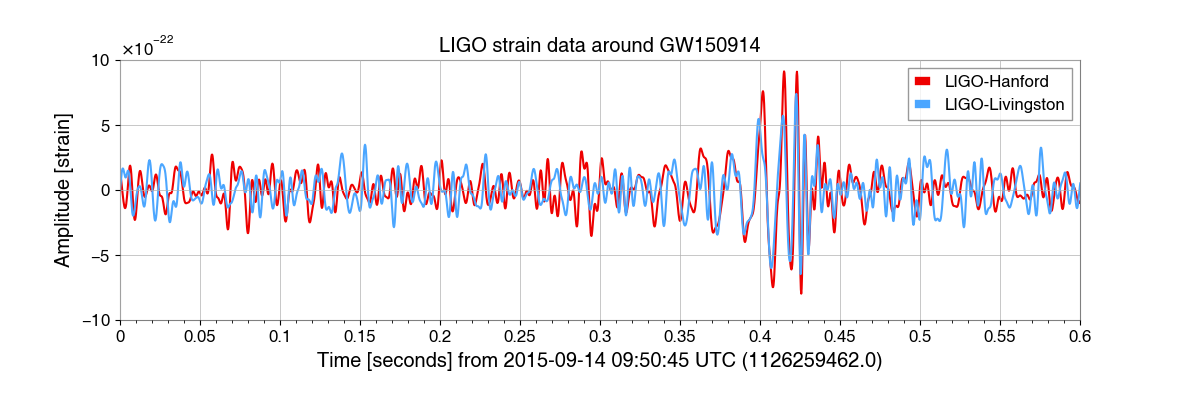 LIGO strain data around GW150914
×10⁻²²
10
5
0
−5
−10
Amplitude [strain]
LIGO-Hanford
LIGO-Livingston
0 0.05 0.1 0.15 0.2 0.25 0.3 0.35 0.4 0.45 0.5 0.55 0.6
Time [seconds] from 2015-09-14 09:50:45 UTC (1126259462.0)